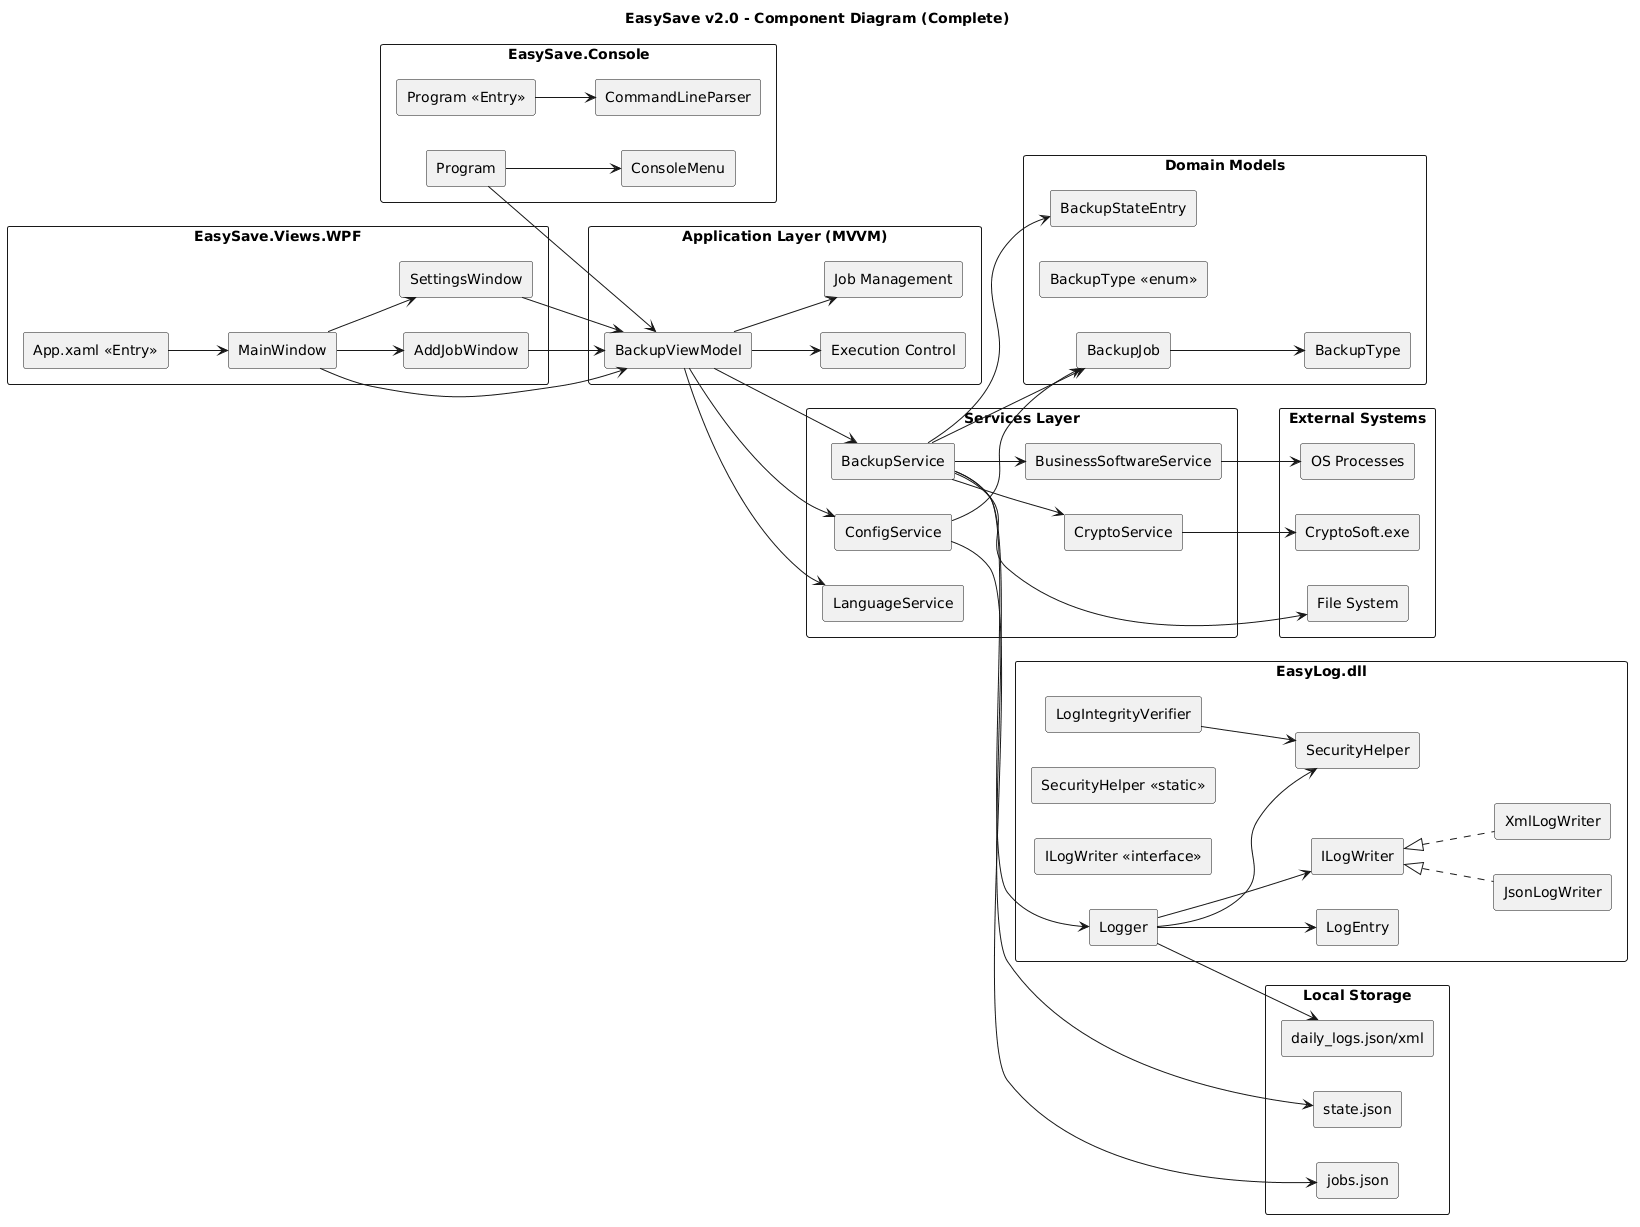 EasySave v2.0 - Component Diagram (Complete)
EasySave.Console
Program «Entry»
CommandLineParser
Program
ConsoleMenu
EasySave.Views.WPF
SettingsWindow
App.xaml «Entry»
MainWindow
AddJobWindow
Application Layer (MVVM)
Job Management
BackupViewModel
Execution Control
Domain Models
BackupStateEntry
BackupType «enum»
BackupJob
BackupType
Services Layer
BackupService
BusinessSoftwareService
ConfigService
CryptoService
LanguageService
External Systems
OS Processes
CryptoSoft.exe
File System
EasyLog.dll
LogIntegrityVerifier
SecurityHelper
SecurityHelper «static»
XmlLogWriter
ILogWriter «interface»
ILogWriter
JsonLogWriter
Logger
LogEntry
Local Storage
daily_logs.json/xml
state.json
jobs.json